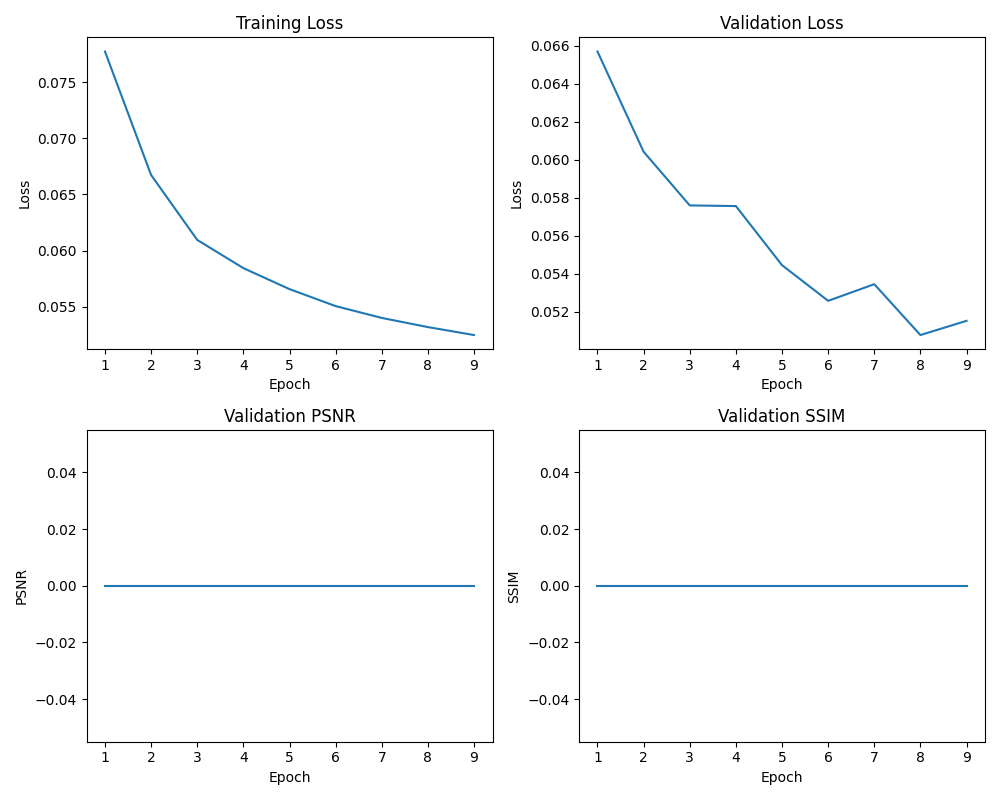 Training Loss
0.075
0.070
0.065
0.060
0.055
Loss
1 2 3 4 5 6 7 8 9
Epoch
Validation Loss
0.066
0.064
0.062
0.060
0.058
0.056
0.054
0.052
Loss
1 2 3 4 5 6 7 8 9
Epoch
Validation PSNR
0.04
0.02
0.00
−0.02
−0.04
PSNR
1 2 3 4 5 6 7 8 9
Epoch
Validation SSIM
0.04
0.02
0.00
−0.02
−0.04
SSIM
1 2 3 4 5 6 7 8 9
Epoch